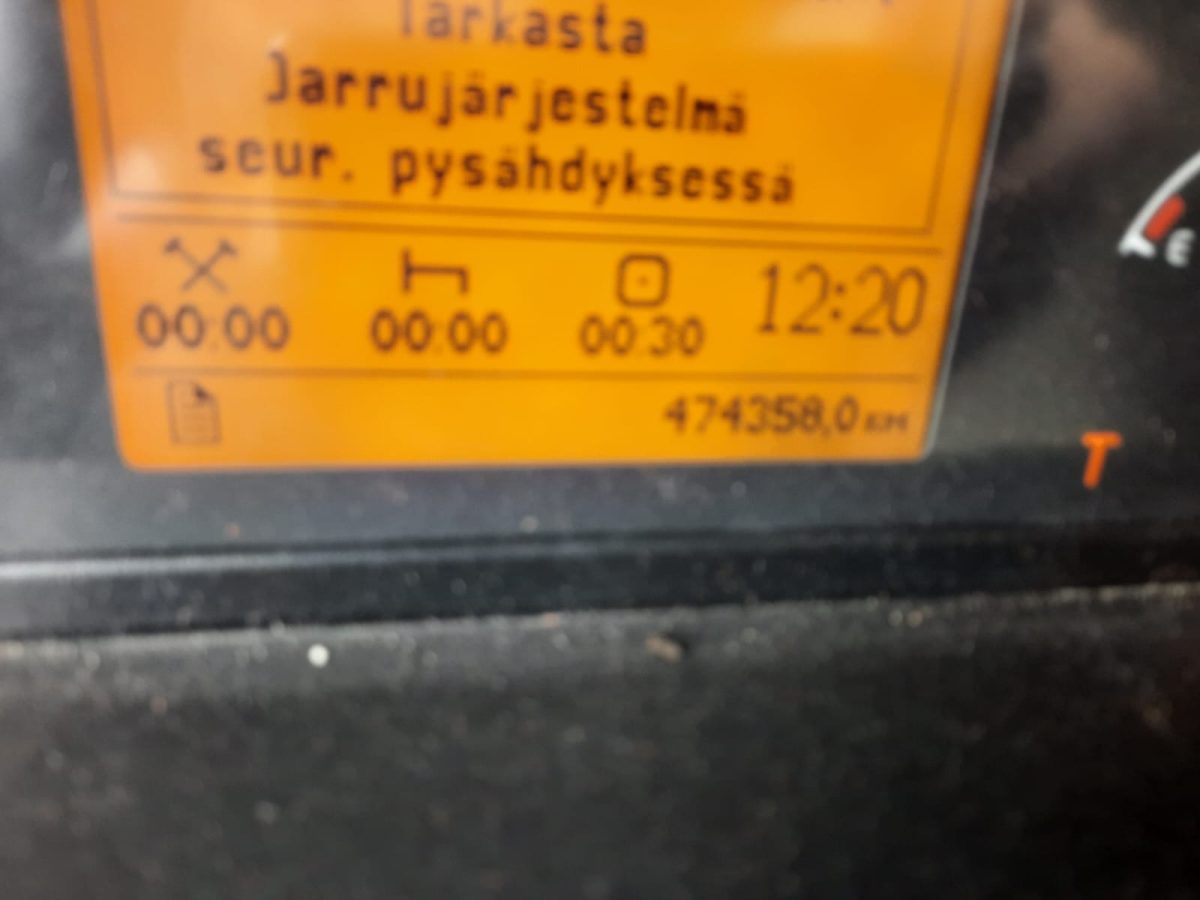 Tarkasta
Jarrujärjestelmä
seur. pysähdyksessä
00:00 00:00 00:30 12:20
474358,0 KM
T
E